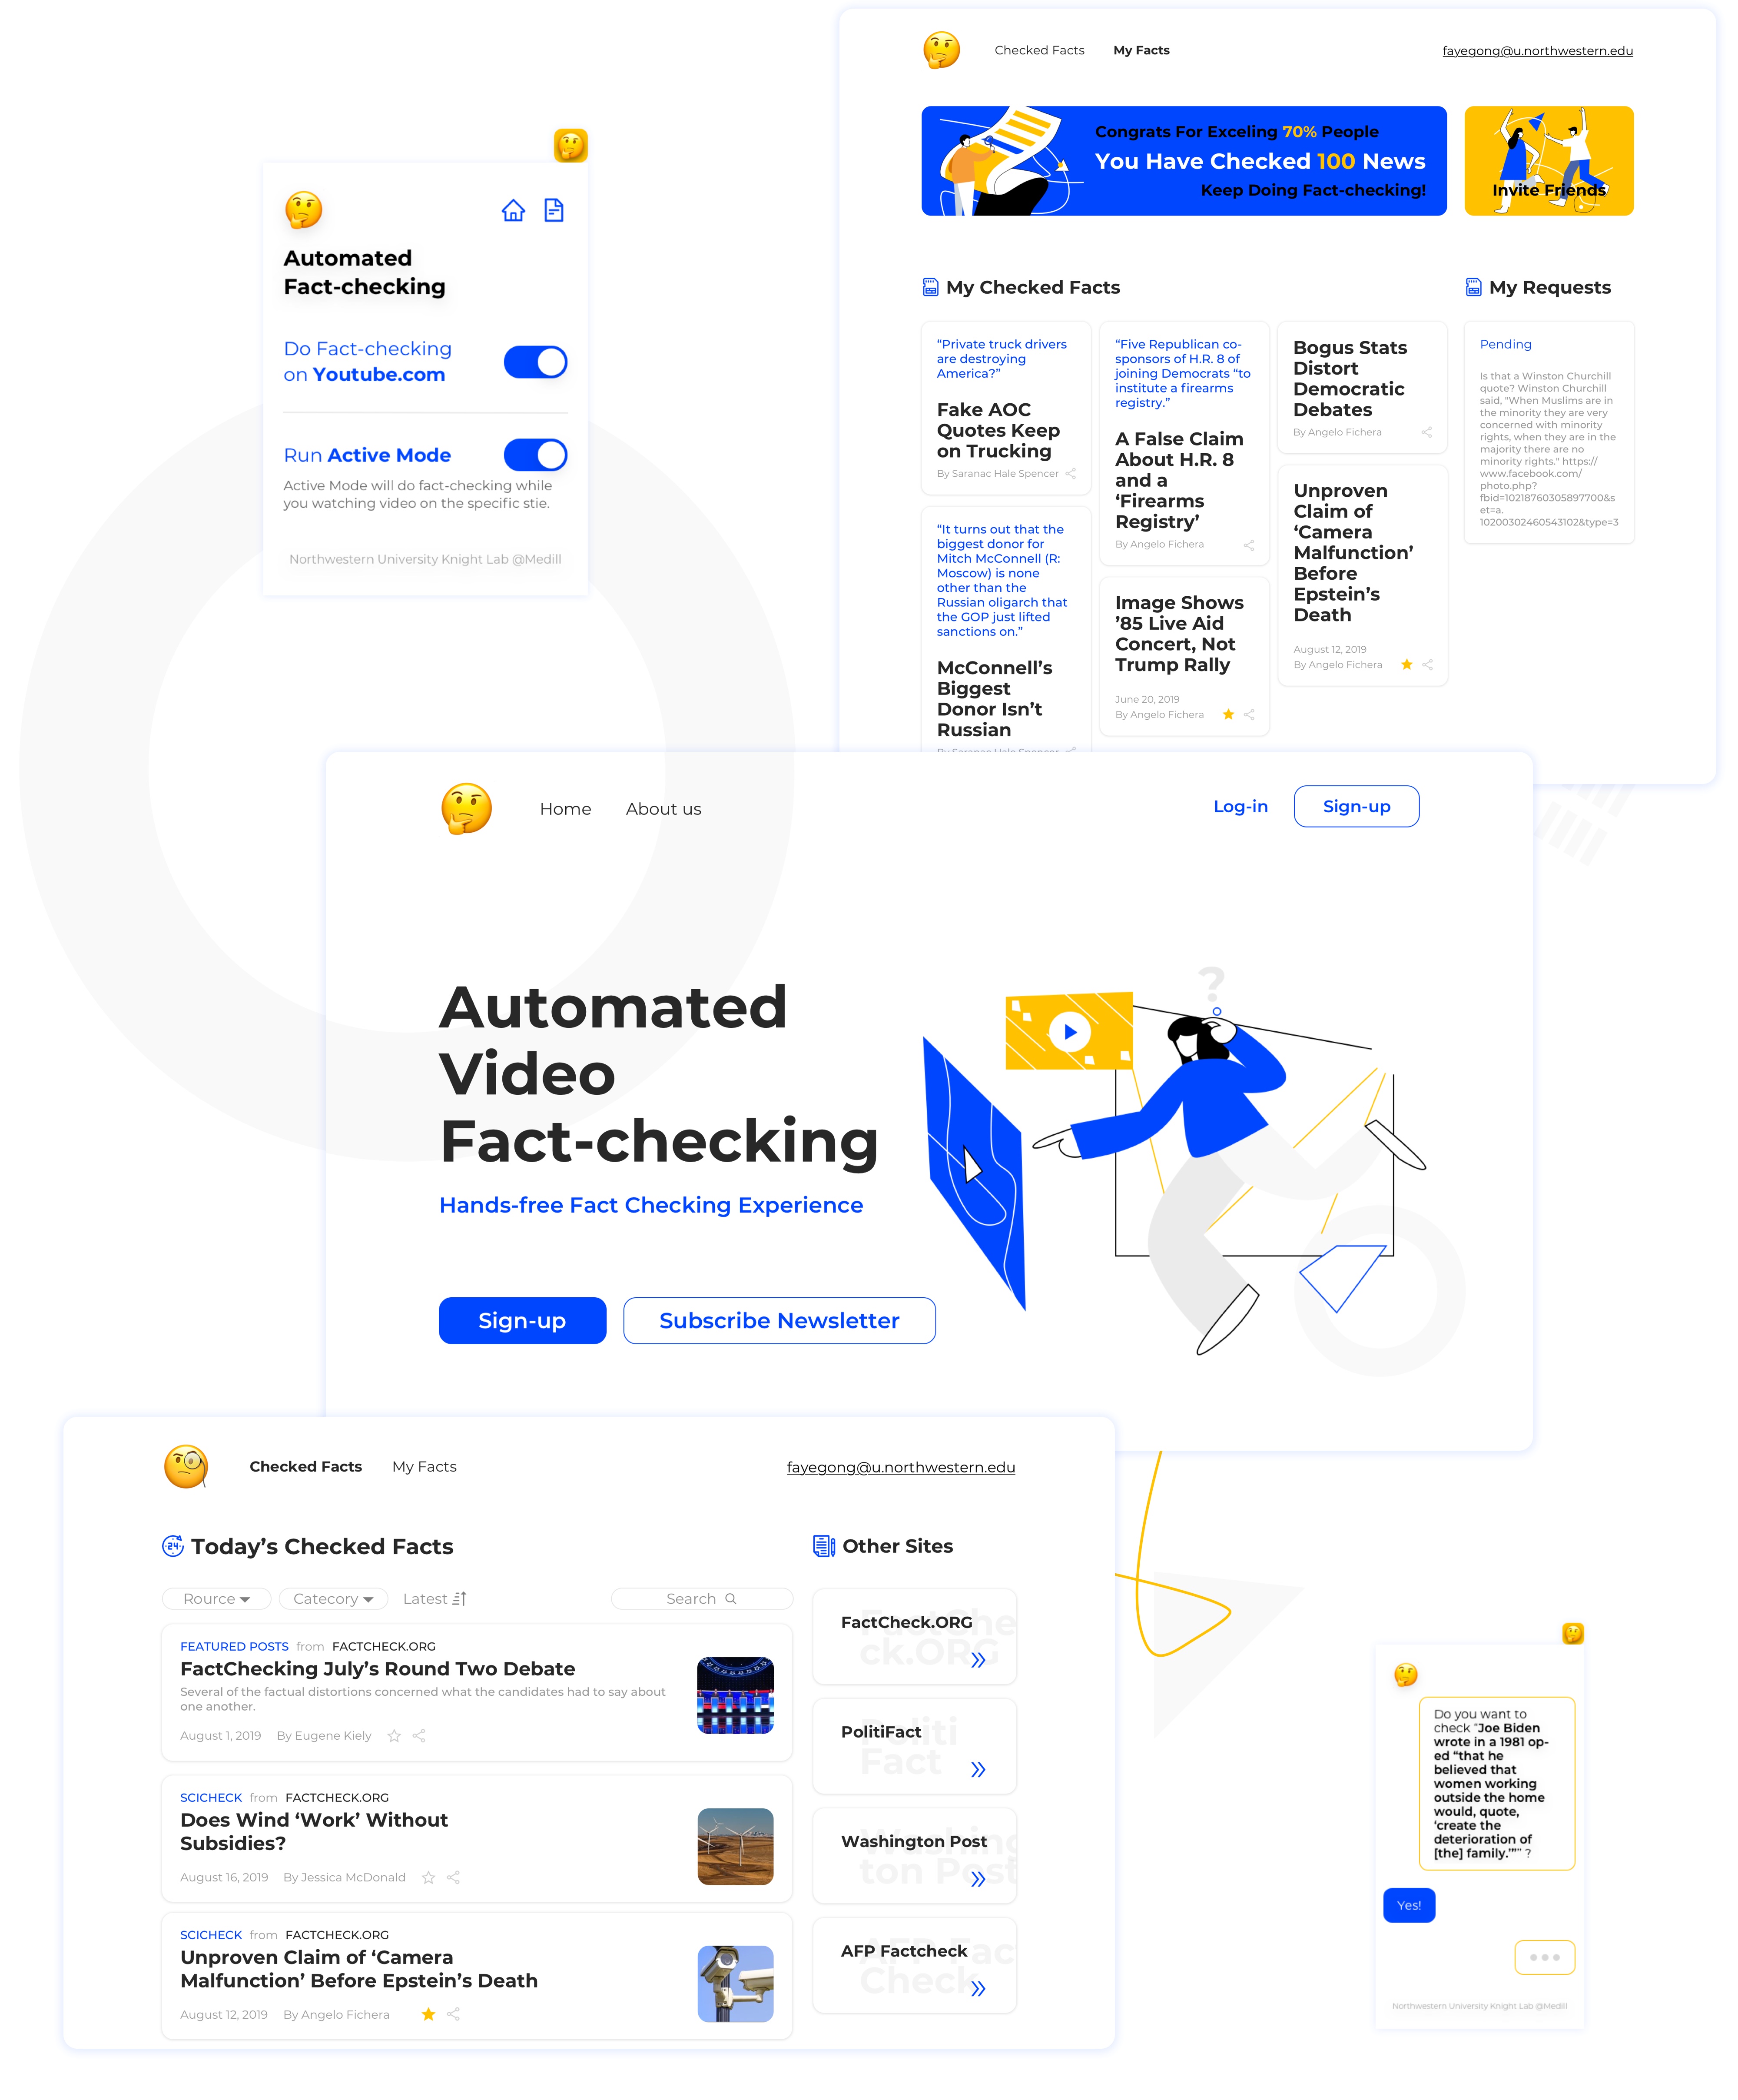 Checked Facts
My Facts
fayegong@u.northwestern.edu
Congrats For Exceling 70% People
You Have Checked 100 News
Keep Doing Fact-checking!
Invite Friends
My Checked Facts
“Private truck drivers
are destroying
America?”
Fake AOC
Quotes Keep
on Trucking
By Saranac Hale Spencer
“It turns out that the
biggest donor for
Mitch McConnell (R:
Moscow) is none
other than the
Russian oligarch that
the GOP just lifted
sanctions on.”
McConnell’s
Biggest
Donor Isn’t
Russian
By Saranac Hale Spencer
“Five Republican co-
sponsors of H.R. 8 of
joining Democrats “to
institute a firearms
registry.”
A False Claim
About H.R. 8
and a
‘Firearms
Registry’
By Angelo Fichera
Image Shows
’85 Live Aid
Concert, Not
Trump Rally
June 20, 2019
By Angelo Fichera
Bogus Stats
Distort
Democratic
Debates
By Angelo Fichera
Unproven
Claim of
‘Camera
Malfunction’
Before
Epstein’s
Death
August 12, 2019
By Angelo Fichera
My Requests
Pending
Is that a Winston Churchill
quote? Winston Churchill
said, "When Muslims are in
the minority they are very
concerned with minority
rights, when they are in the
majority there are no
minority rights." https://
www.facebook.com/
photo.php?
fbid=10218760305897700&s
et=a.
10200302460543102&type=3
Automated
Fact-checking
Do Fact-checking
on Youtube.com
Run Active Mode
Active Mode will do fact-checking while
you watching video on the specific stie.
Northwestern University Knight Lab @Medill
Home
About us
Log-in
Sign-up
Automated
Video
Fact-checking
Hands-free Fact Checking Experience
?
Sign-up
Subscribe Newsletter
Checked Facts
My Facts
fayegong@u.northwestern.edu
24
Today’s Checked Facts
Rource
Catecory
Latest
Search
FEATURED POSTS from FACTCHECK.ORG
FactChecking July’s Round Two Debate
Several of the factual distortions concerned what the candidates had to say about
one another.
August 1, 2019 By Eugene Kiely
SCICHECK from FACTCHECK.ORG
Does Wind ‘Work’ Without
Subsidies?
August 16, 2019 By Jessica McDonald
SCICHECK from FACTCHECK.ORG
Unproven Claim of ‘Camera
Malfunction’ Before Epstein’s Death
August 12, 2019 By Angelo Fichera
Other Sites
FactCheck.ORG
FactChe
ck.ORG
PolitiFact
Politi
Fact
Washington Post
Washing
ton Post
AFP Factcheck
AFP Fac
Check
Do you want to
check “Joe Biden
wrote in a 1981 op-
ed “that he
believed that
women working
outside the home
would, quote,
‘create the
deterioration of
[the] family.’”” ?
Yes!
Northwestern University Knight Lab @Medill